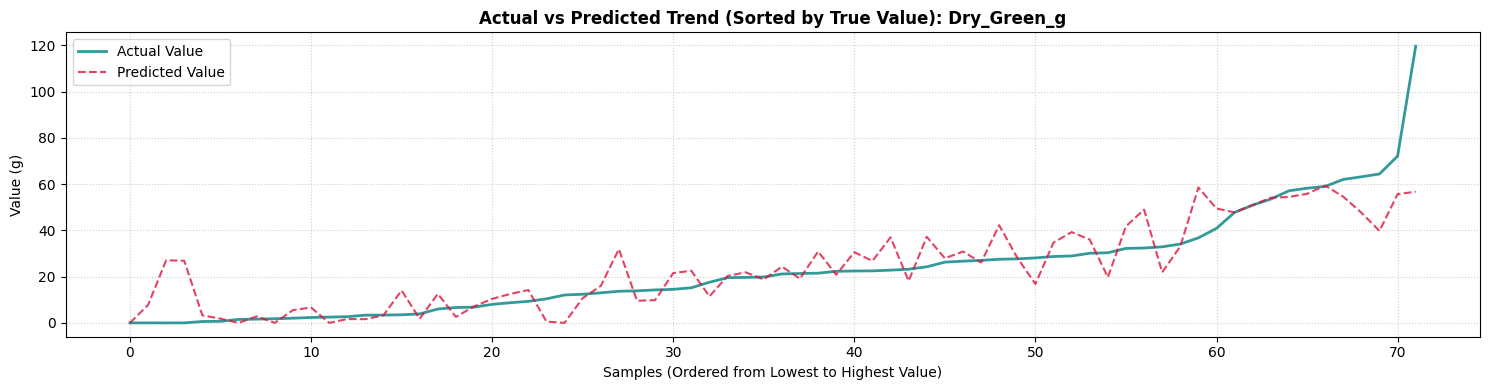 Actual vs Predicted Trend (Sorted by True Value): Dry_Green_g
Actual Value
Predicted Value
Value (g)
120
100
80
60
40
20
0
0 10 20 30 40 50 60 70
Samples (Ordered from Lowest to Highest Value)